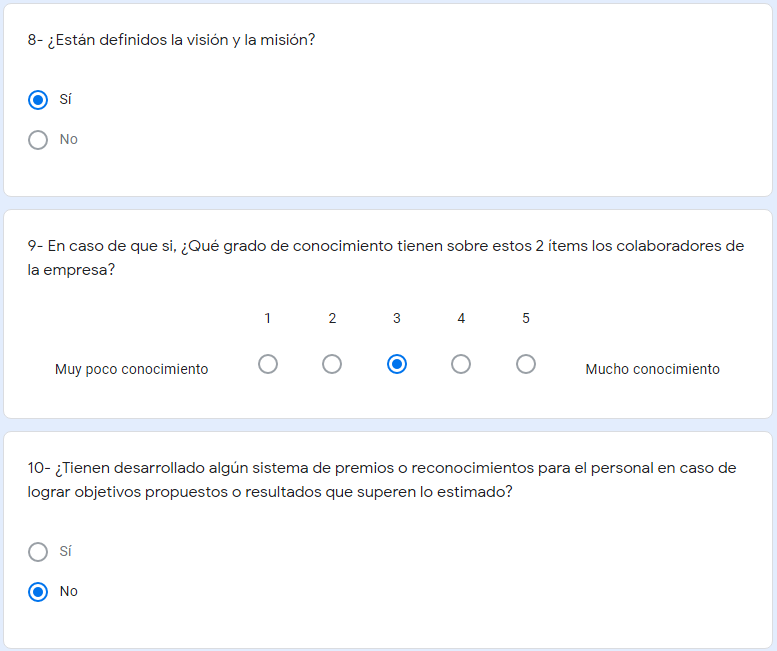 8- ¿Están definidos la visión y la misión?
Sí
No
9- En caso de que si, ¿Qué grado de conocimiento tienen sobre estos 2 ítems los colaboradores de
la empresa?
1 2 3 4 5
Muy poco conocimiento Mucho conocimiento
10- ¿Tienen desarrollado algún sistema de premios o reconocimientos para el personal en caso de
lograr objetivos propuestos o resultados que superen lo estimado?
Sí
No